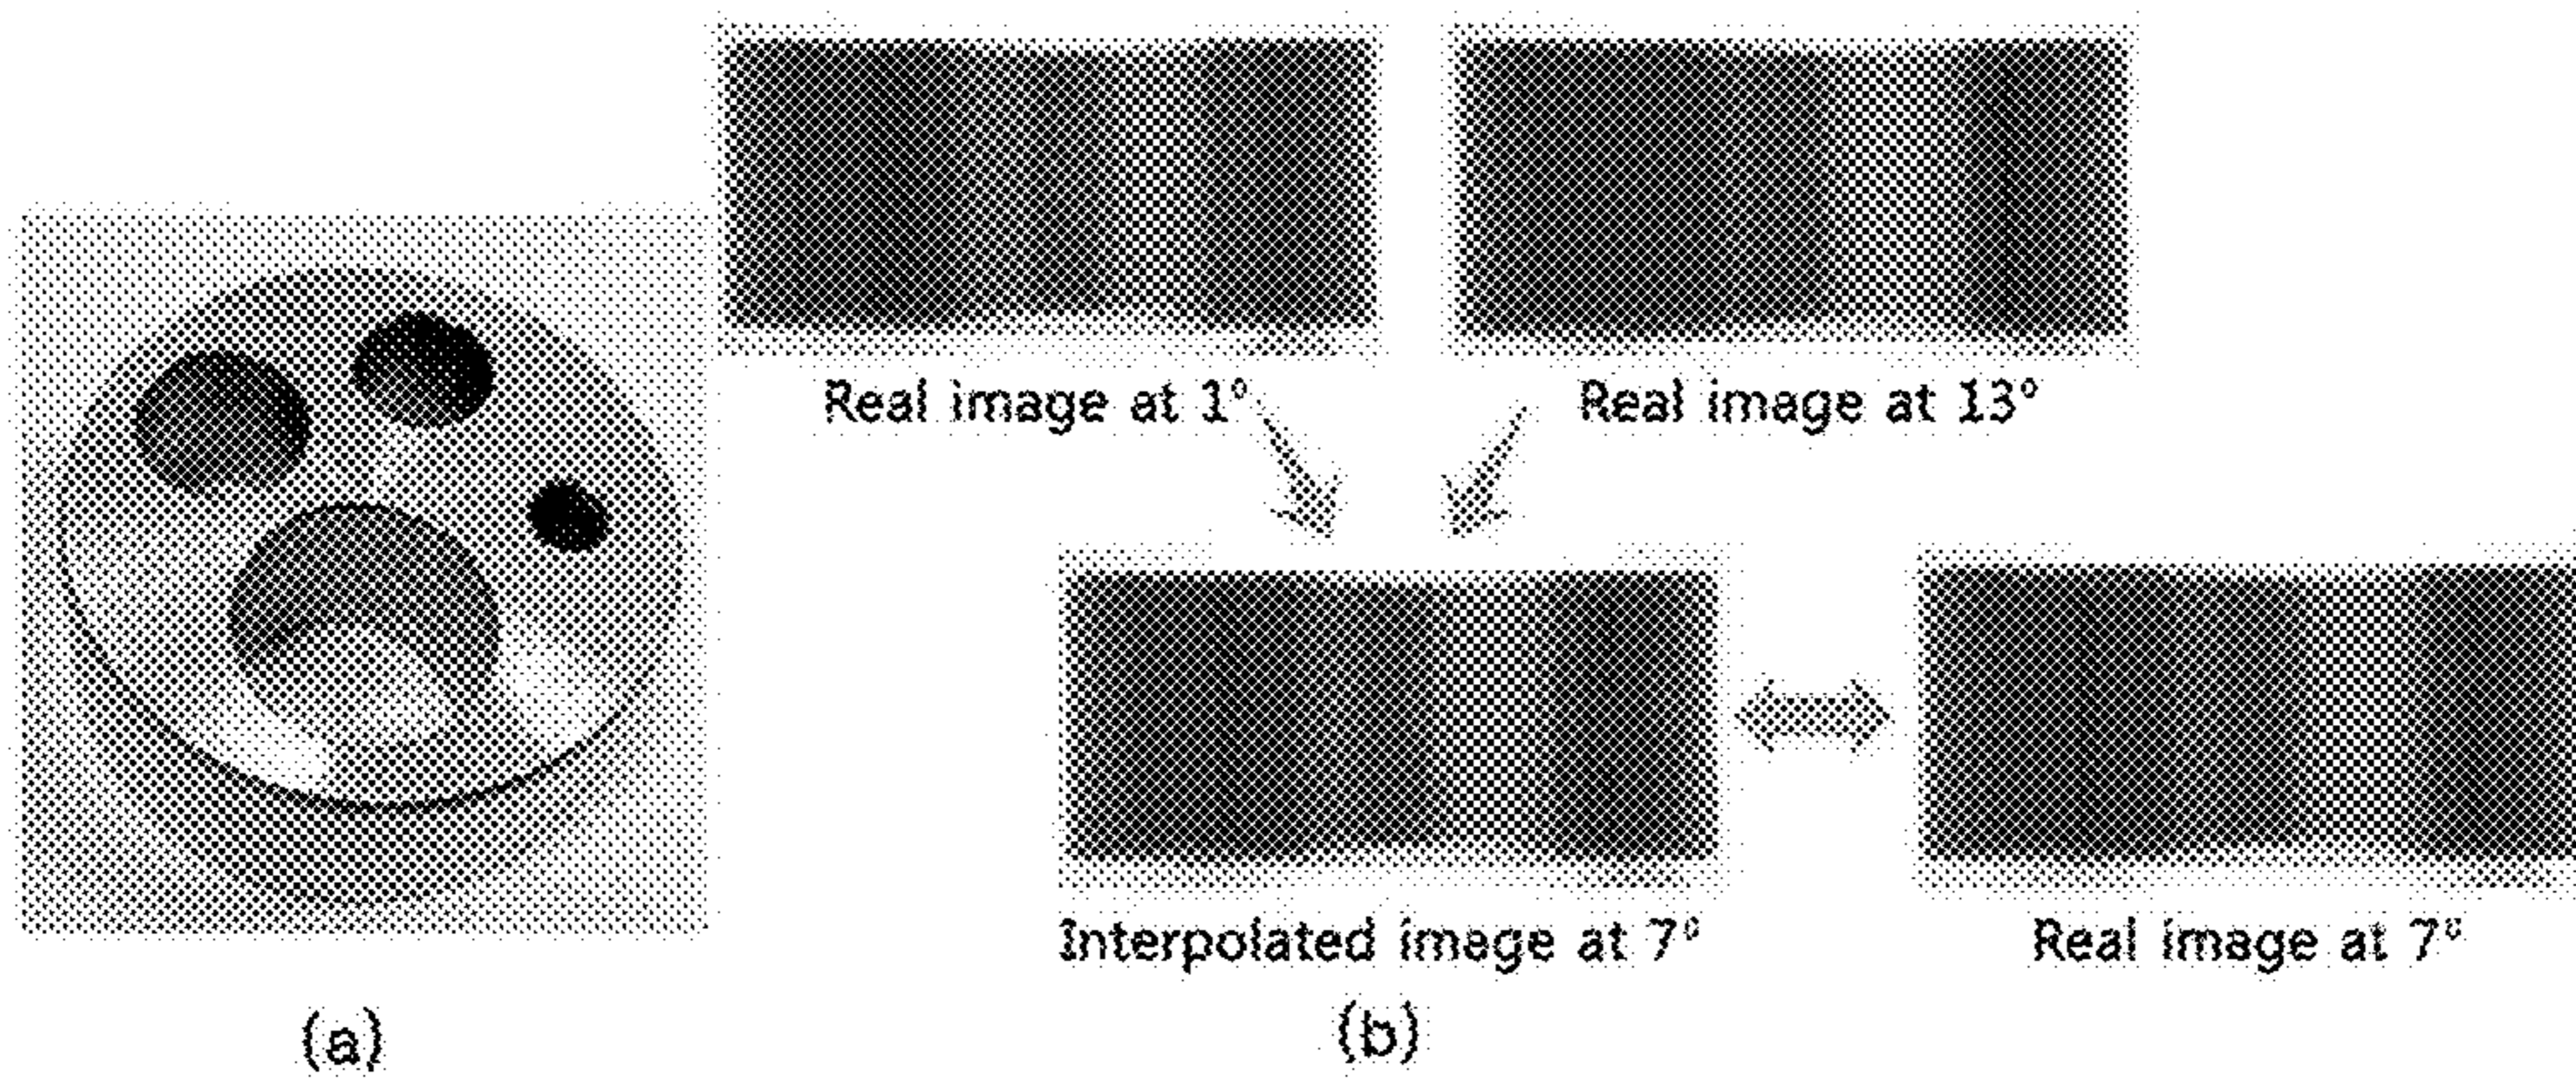 Real image at 1°
Real image at 13°
Interpolated image at 7°
Real image at 7°
(a)
(b)